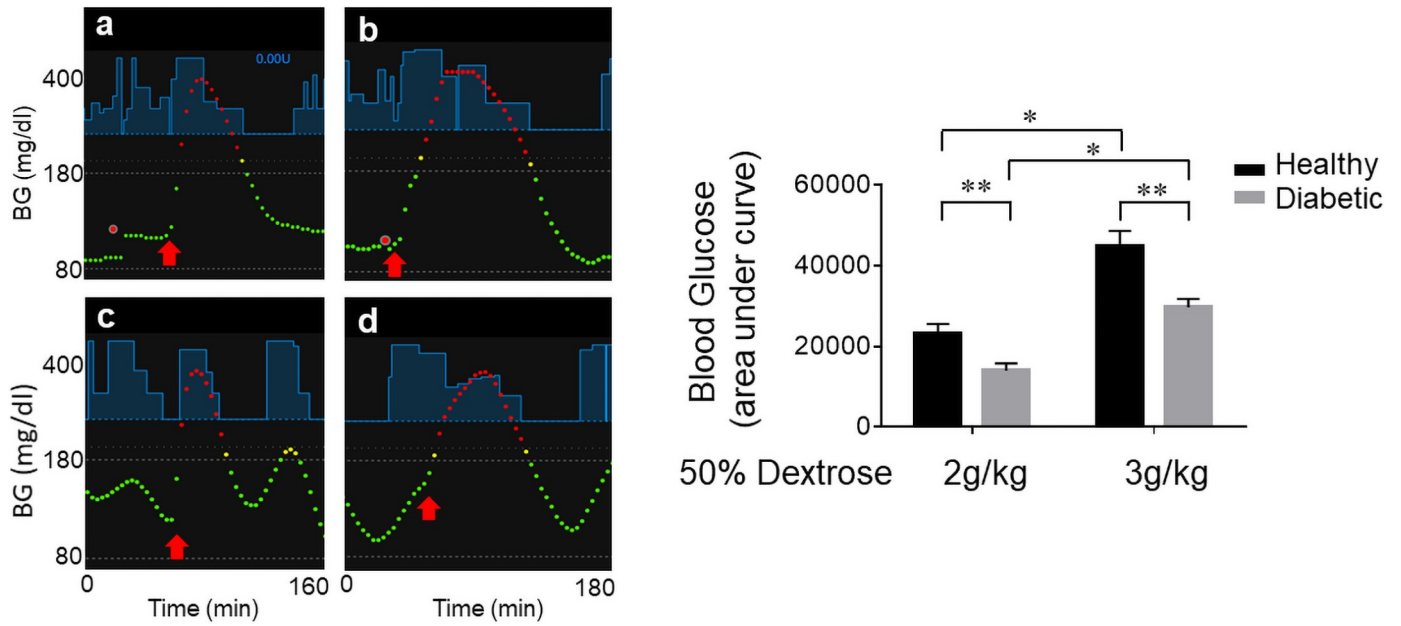 a
b
0.00U
400
180
80
BG (mg/dl)
c
d
400
180
80
BG (mg/dl)
0
160
0
180
Time (min)
Time (min)
*
*
**
**
Healthy
Diabetic
60000
40000
20000
0
Blood Glucose
(area under curve)
50% Dextrose
2g/kg
3g/kg